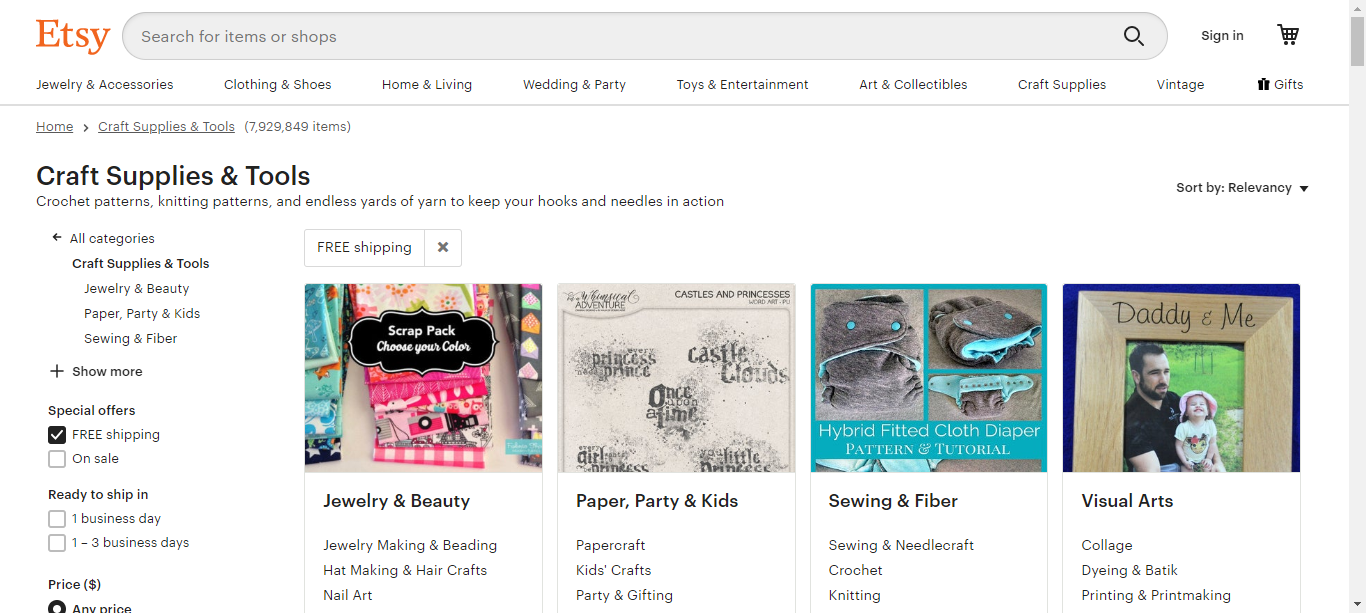 Etsy
Search for items or shops
Sign in
Jewelry & Accessories
Clothing & Shoes
Home & Living
Wedding & Party
Toys & Entertainment
Art & Collectibles
Craft Supplies
Vintage
Gifts
Home
Craft Supplies & Tools
(7,929,849 items)
Craft Supplies & Tools
Crochet patterns, knitting patterns, and endless yards of yarn to keep your hooks and needles in action
Sort by: Relevancy
All categories
Craft Supplies & Tools
Jewelry & Beauty
Paper, Party & Kids
Sewing & Fiber
Show more
Special offers
FREE shipping
On sale
Ready to ship in
1 business day
1 – 3 business days
Price ($)
Any price
FREE shipping
Scrap Pack
Choose your Color
Jewelry & Beauty
Jewelry Making & Beading
Hat Making & Hair Crafts
Nail Art
Whimsical
ADVENTURE
CASTLES AND PRINCESSES
WORD ART - PU
every
princess
needs a
prince
castle
Clouds
Once
upon
a time
every
girl
princess
you little
Princess
Paper, Party & Kids
Papercraft
Kids' Crafts
Party & Gifting
Hybrid Fitted Cloth Diaper
PATTERN & TUTORIAL
Sewing & Fiber
Sewing & Needlecraft
Crochet
Knitting
Daddy & Me
Visual Arts
Collage
Dyeing & Batik
Printing & Printmaking